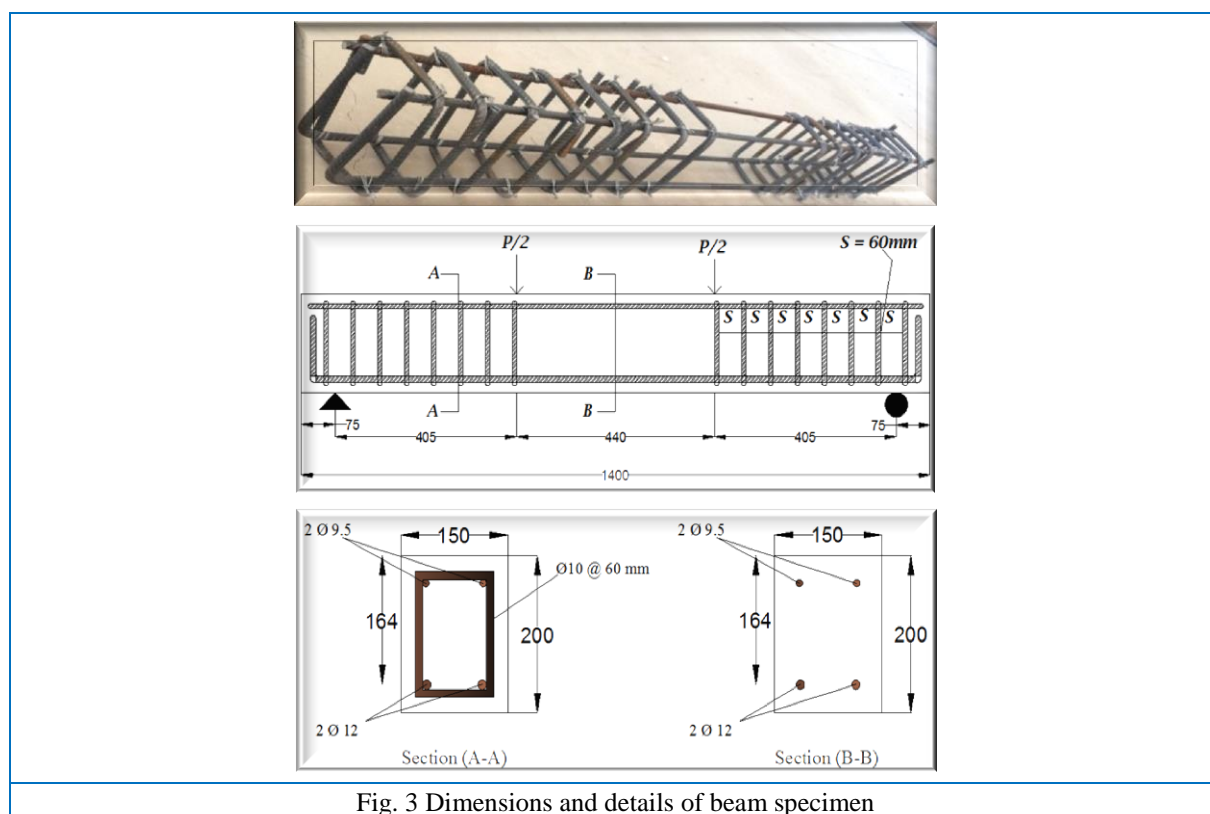 P/2
P/2
S = 60mm
A
B
S S S S S S S
A
B
75
75
405
440
405
1400
2 Ø 9.5
150
Ø10 @ 60 mm
164
200
2 Ø 12
Section (A-A)
2 Ø 9.5
150
164
200
2 Ø 12
Section (B-B)
Fig. 3 Dimensions and details of beam specimen